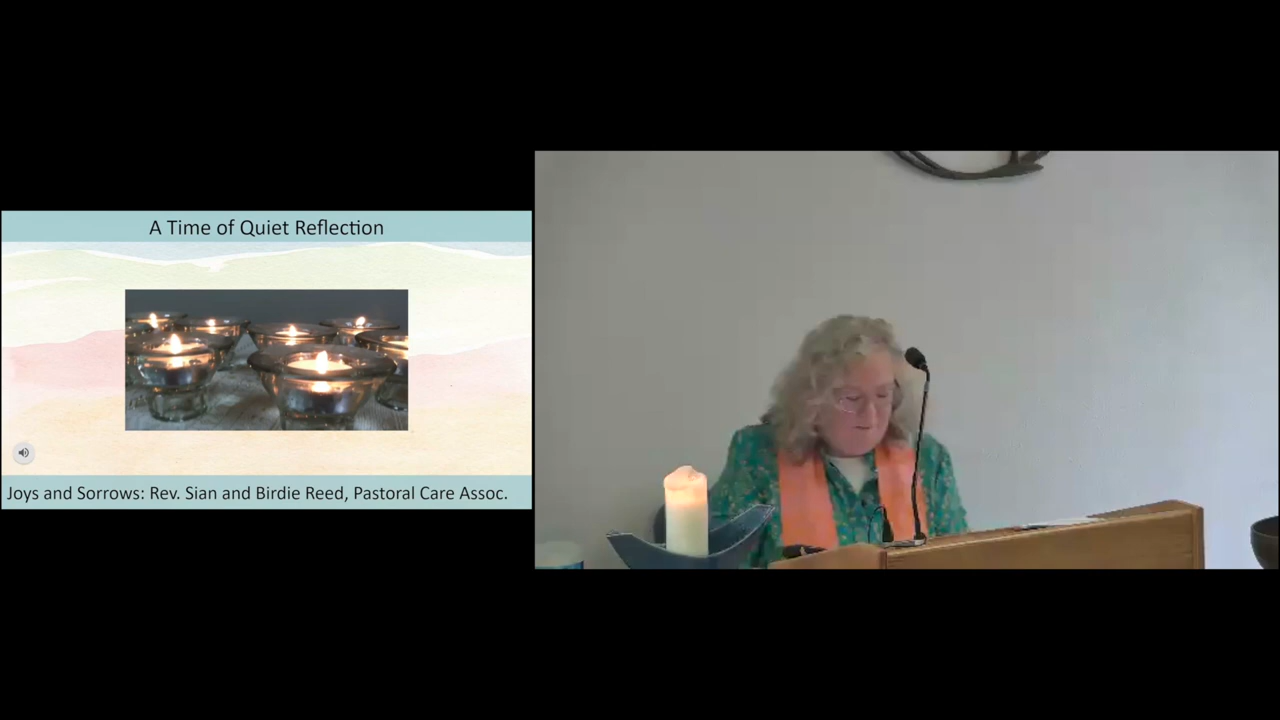 A Time of Quiet Reflection
Joys and Sorrows: Rev. Sian and Birdie Reed, Pastoral Care Assoc.